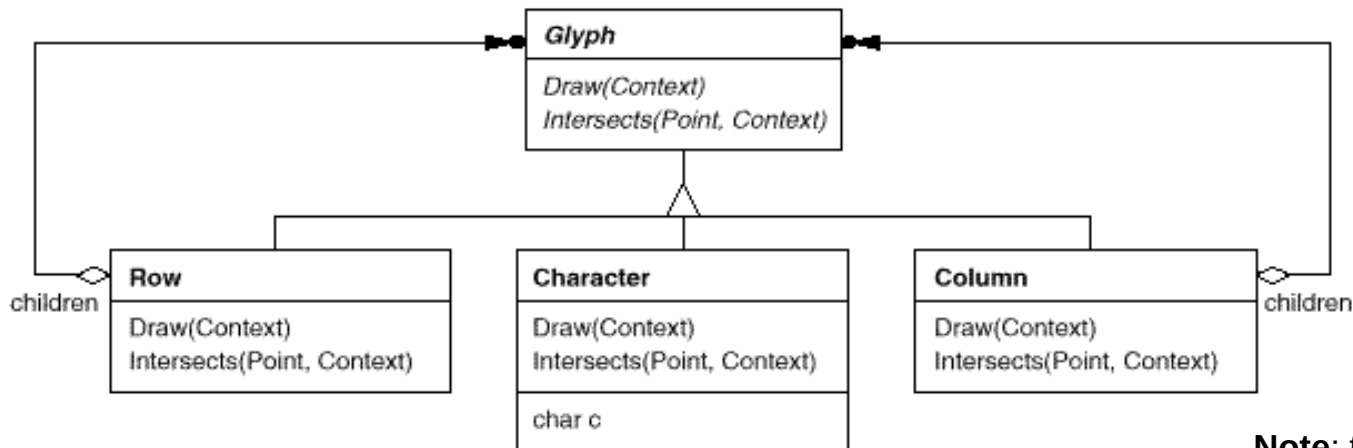 Glyph
Draw(Context)
Intersects(Point, Context)
Row
Draw(Context)
Intersects(Point, Context)
children
Character
Draw(Context)
Intersects(Point, Context)
char c
Column
Draw(Context)
Intersects(Point, Context)
children
Note: